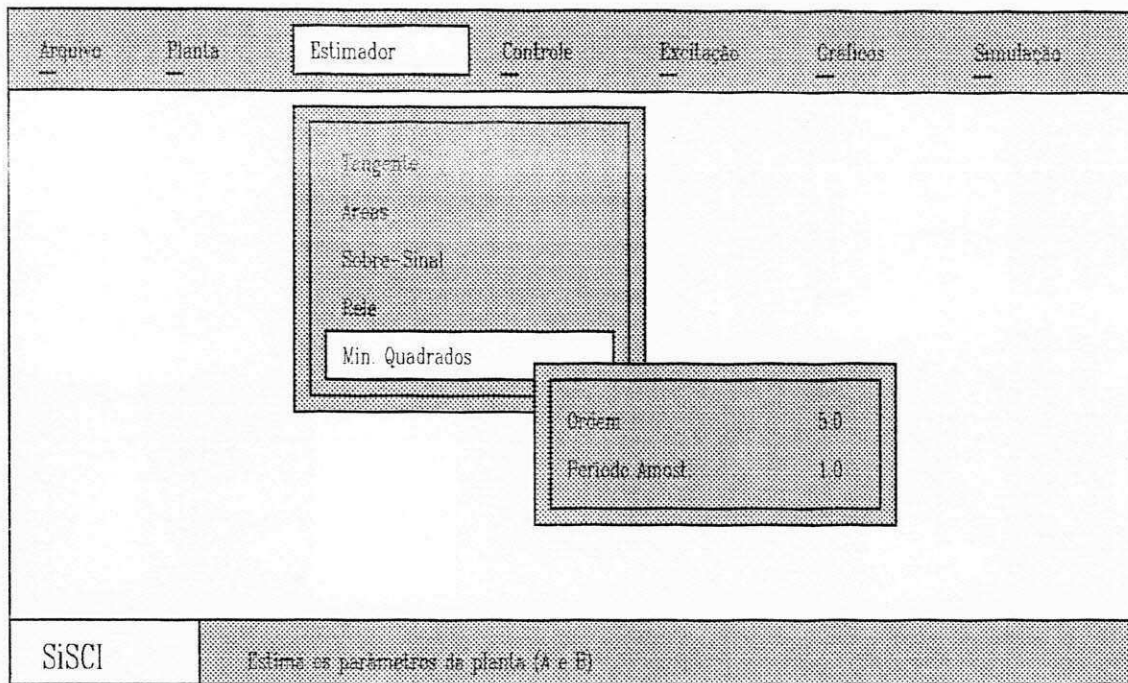 Arquivo Planta Estimador Controle Excitação Gráficos Simulação
Tangente
Areas
Sobre-Sinal
Rele
Min. Quadrados
Ordem 5.0
Periodo Amost. 1.0
SiSCI Estima os parâmetros da planta (A e B)